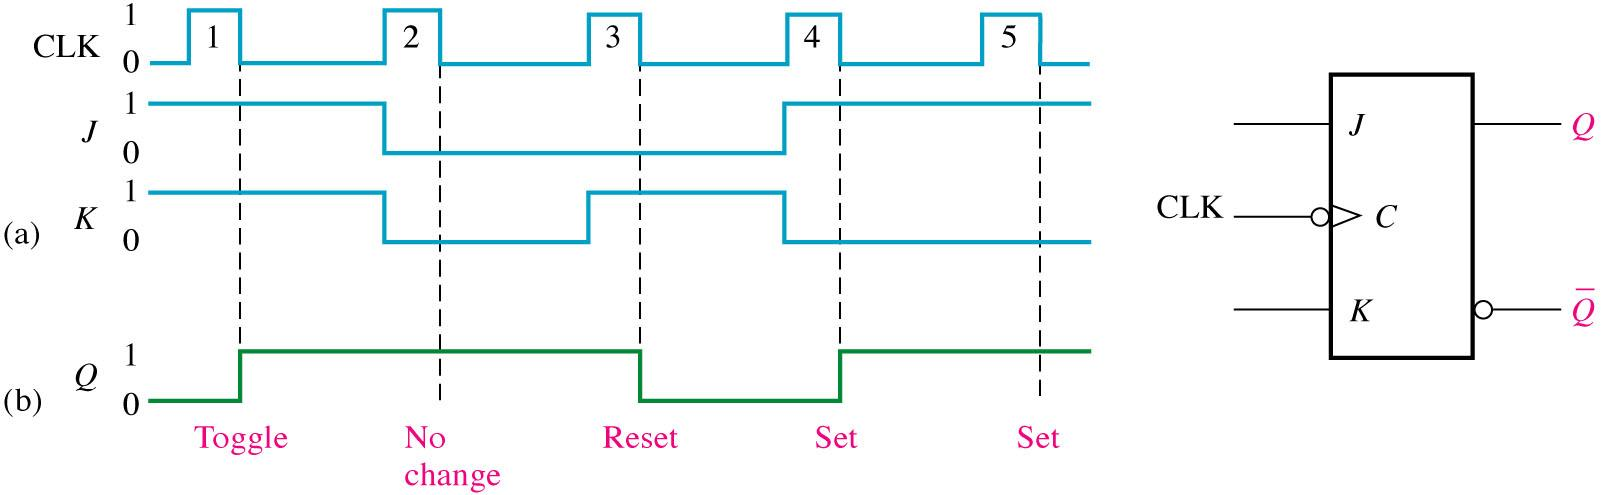 CLK
1
0
1
2
3
4
5
J
1
0
(a)
K
1
0
(b)
Q
1
0
Toggle
No
change
Reset
Set
Set
J
Q
CLK
C
K
Q̅